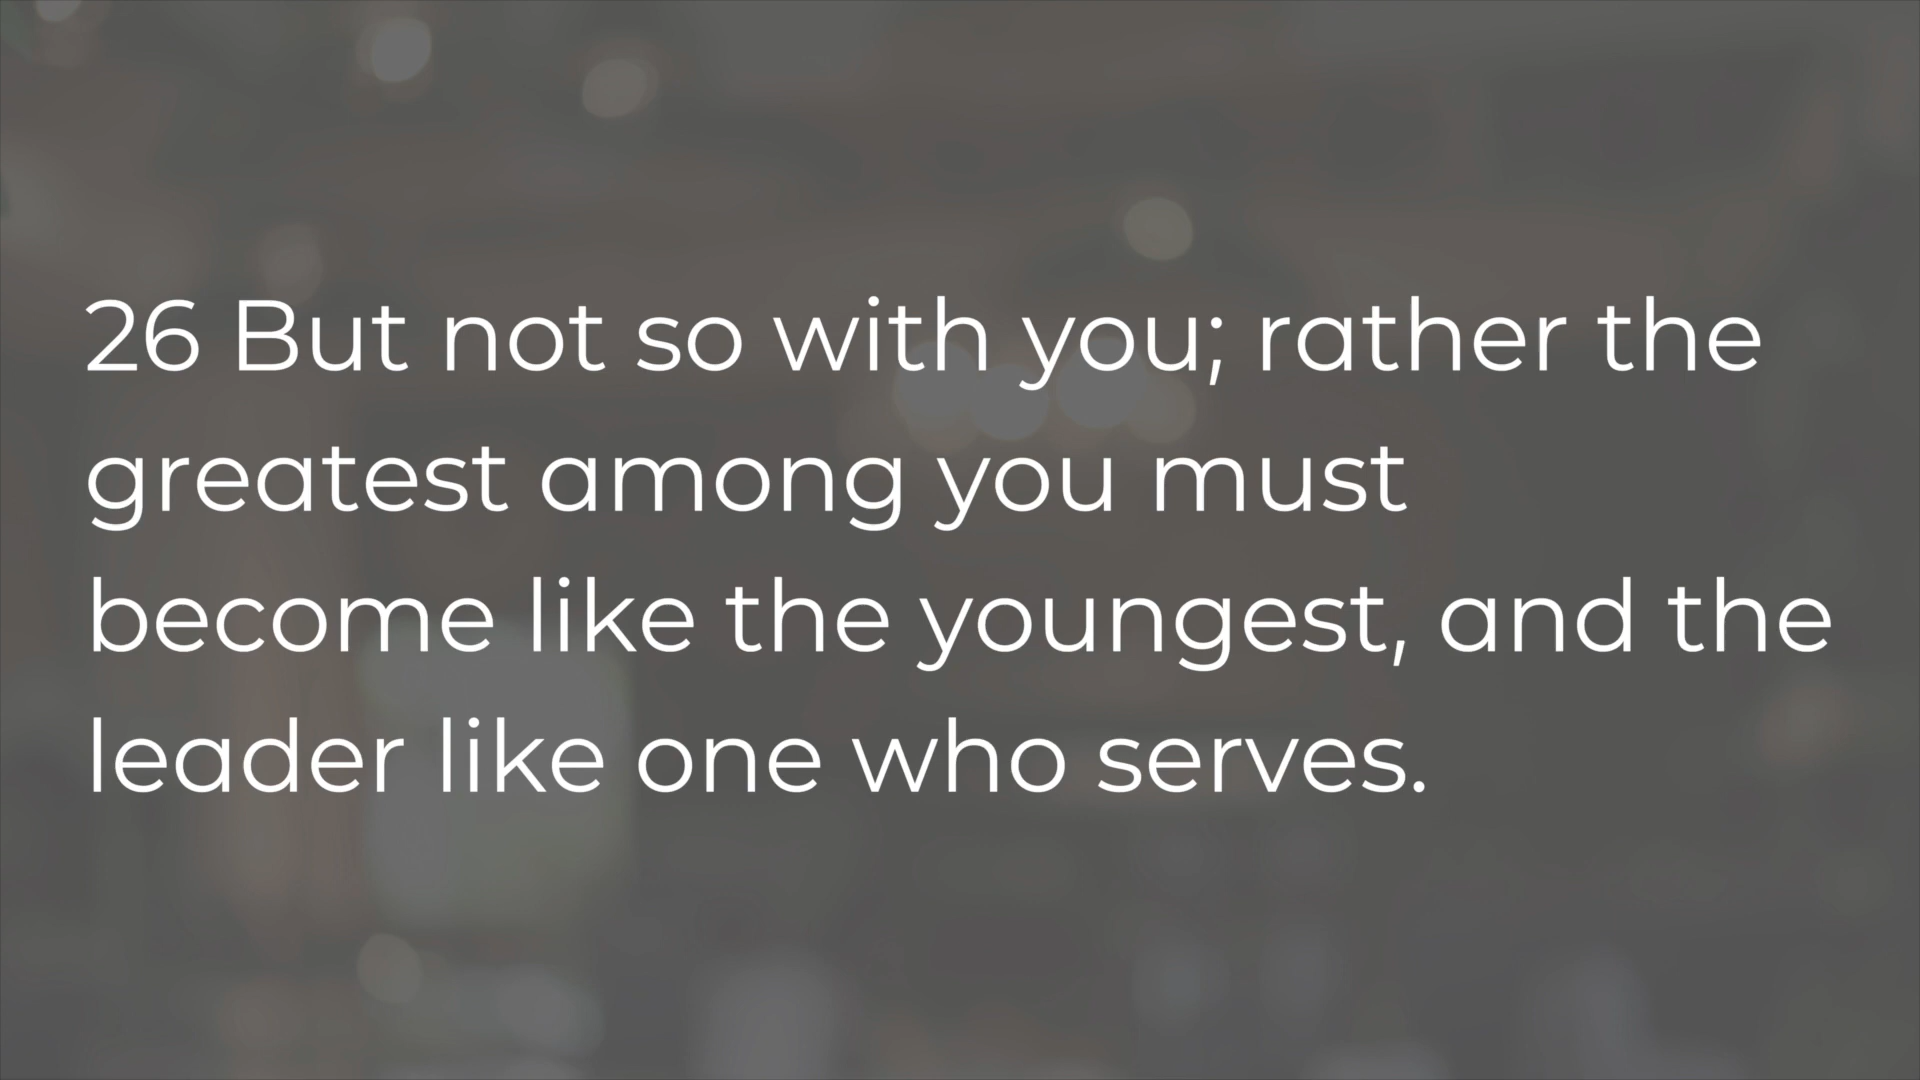 26 But not so with you; rather the
greatest among you must
become like the youngest, and the
leader like one who serves.